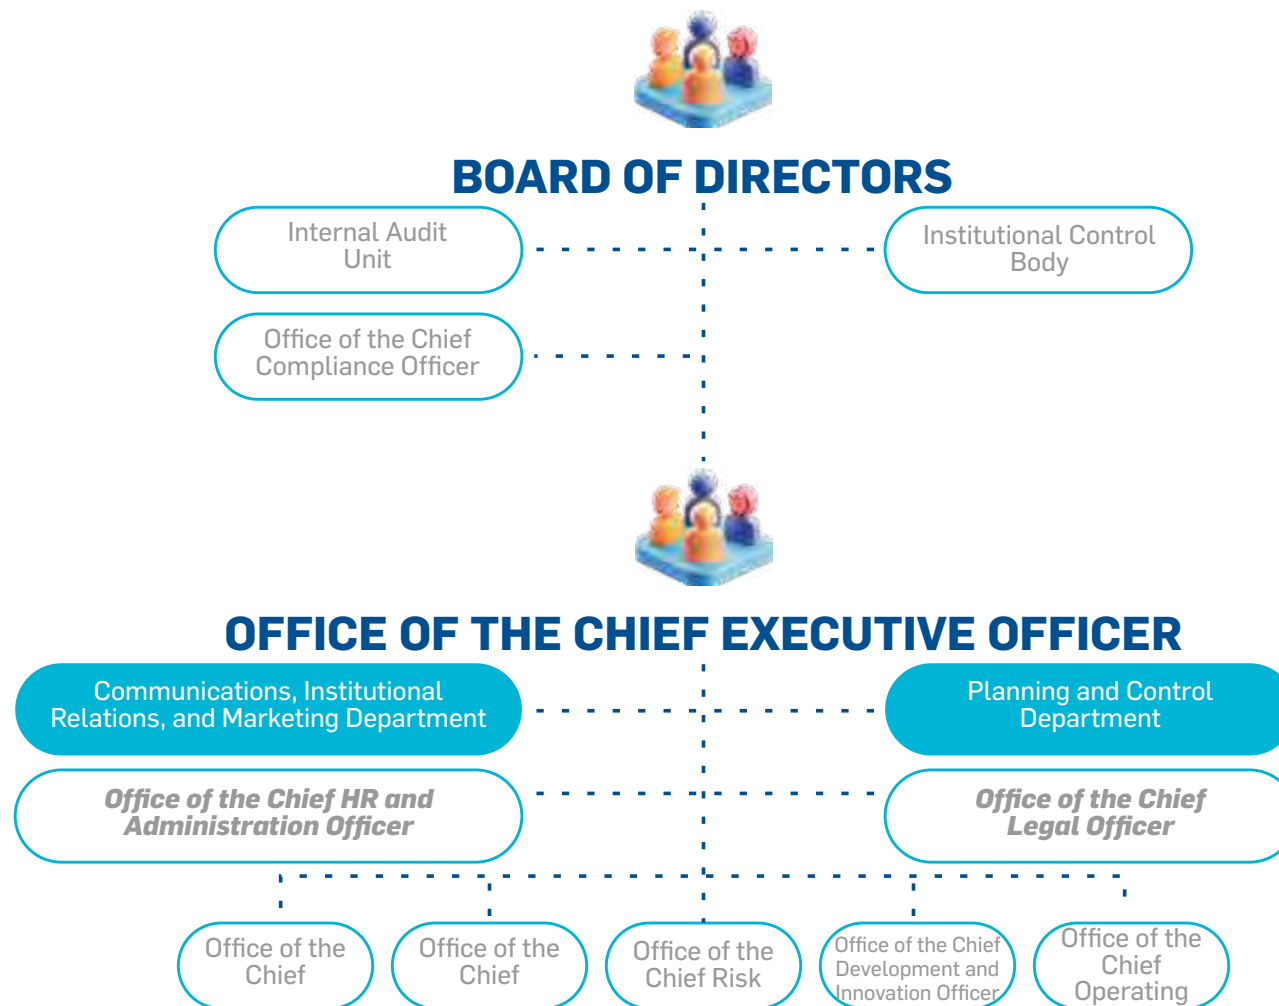 BOARD OF DIRECTORS
Internal Audit
Unit
Institutional Control
Body
Office of the Chief
Compliance Officer
OFFICE OF THE CHIEF EXECUTIVE OFFICER
Communications, Institutional
Relations, and Marketing Department
Planning and Control
Department
Office of the Chief HR and
Administration Officer
Office of the Chief
Legal Officer
Office of the
Chief
Office of the
Chief
Office of the
Chief Risk
Office of the Chief
Development and
Innovation Officer
Office of the
Chief
Operating